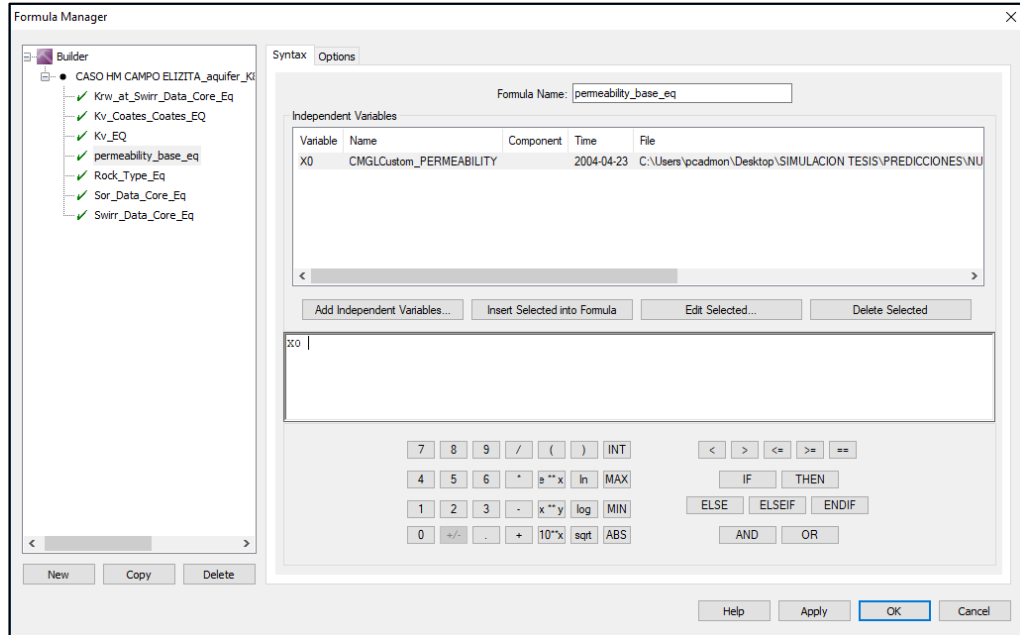 Formula Manager
Builder
CASO HM CAMPO ELIZITA_aquifer_K
Krw_at_Swirr_Data_Core_Eq
Kv_Coates_Coates_EQ
Kv_EQ
permeability_base_eq
Rock_Type_Eq
Sor_Data_Core_Eq
Swirr_Data_Core_Eq
New Copy Delete
Syntax Options
Formula Name: permeability_base_eq
Independent Variables
Variable Name Component Time File
X0 CMGLCustom_PERMEABILITY 2004-04-23 C:\Users\pcadmon\Desktop\SIMULACION TESIS\PREDICCIONES\NU
Add Independent Variables... Insert Selected into Formula Edit Selected... Delete Selected
X0
7 8 9 / ( ) INT < > <= >= ==
4 5 6 * e**x ln MAX IF THEN
1 2 3 - x**y log MIN ELSE ELSEIF ENDIF
0 +/- . + 10**x sqrt ABS AND OR
Help Apply OK Cancel